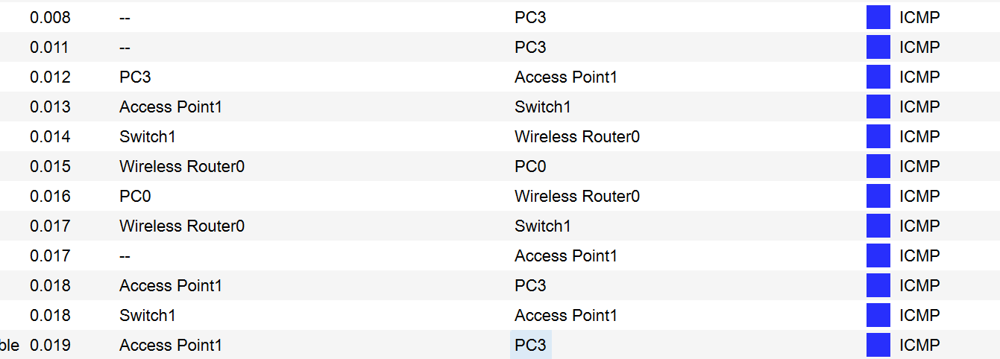 0.008 -- PC3 ICMP
0.011 -- PC3 ICMP
0.012 PC3 Access Point1 ICMP
0.013 Access Point1 Switch1 ICMP
0.014 Switch1 Wireless Router0 ICMP
0.015 Wireless Router0 PC0 ICMP
0.016 PC0 Wireless Router0 ICMP
0.017 Wireless Router0 Switch1 ICMP
0.017 -- Access Point1 ICMP
0.018 Access Point1 PC3 ICMP
0.018 Switch1 Access Point1 ICMP
ble 0.019 Access Point1 PC3 ICMP